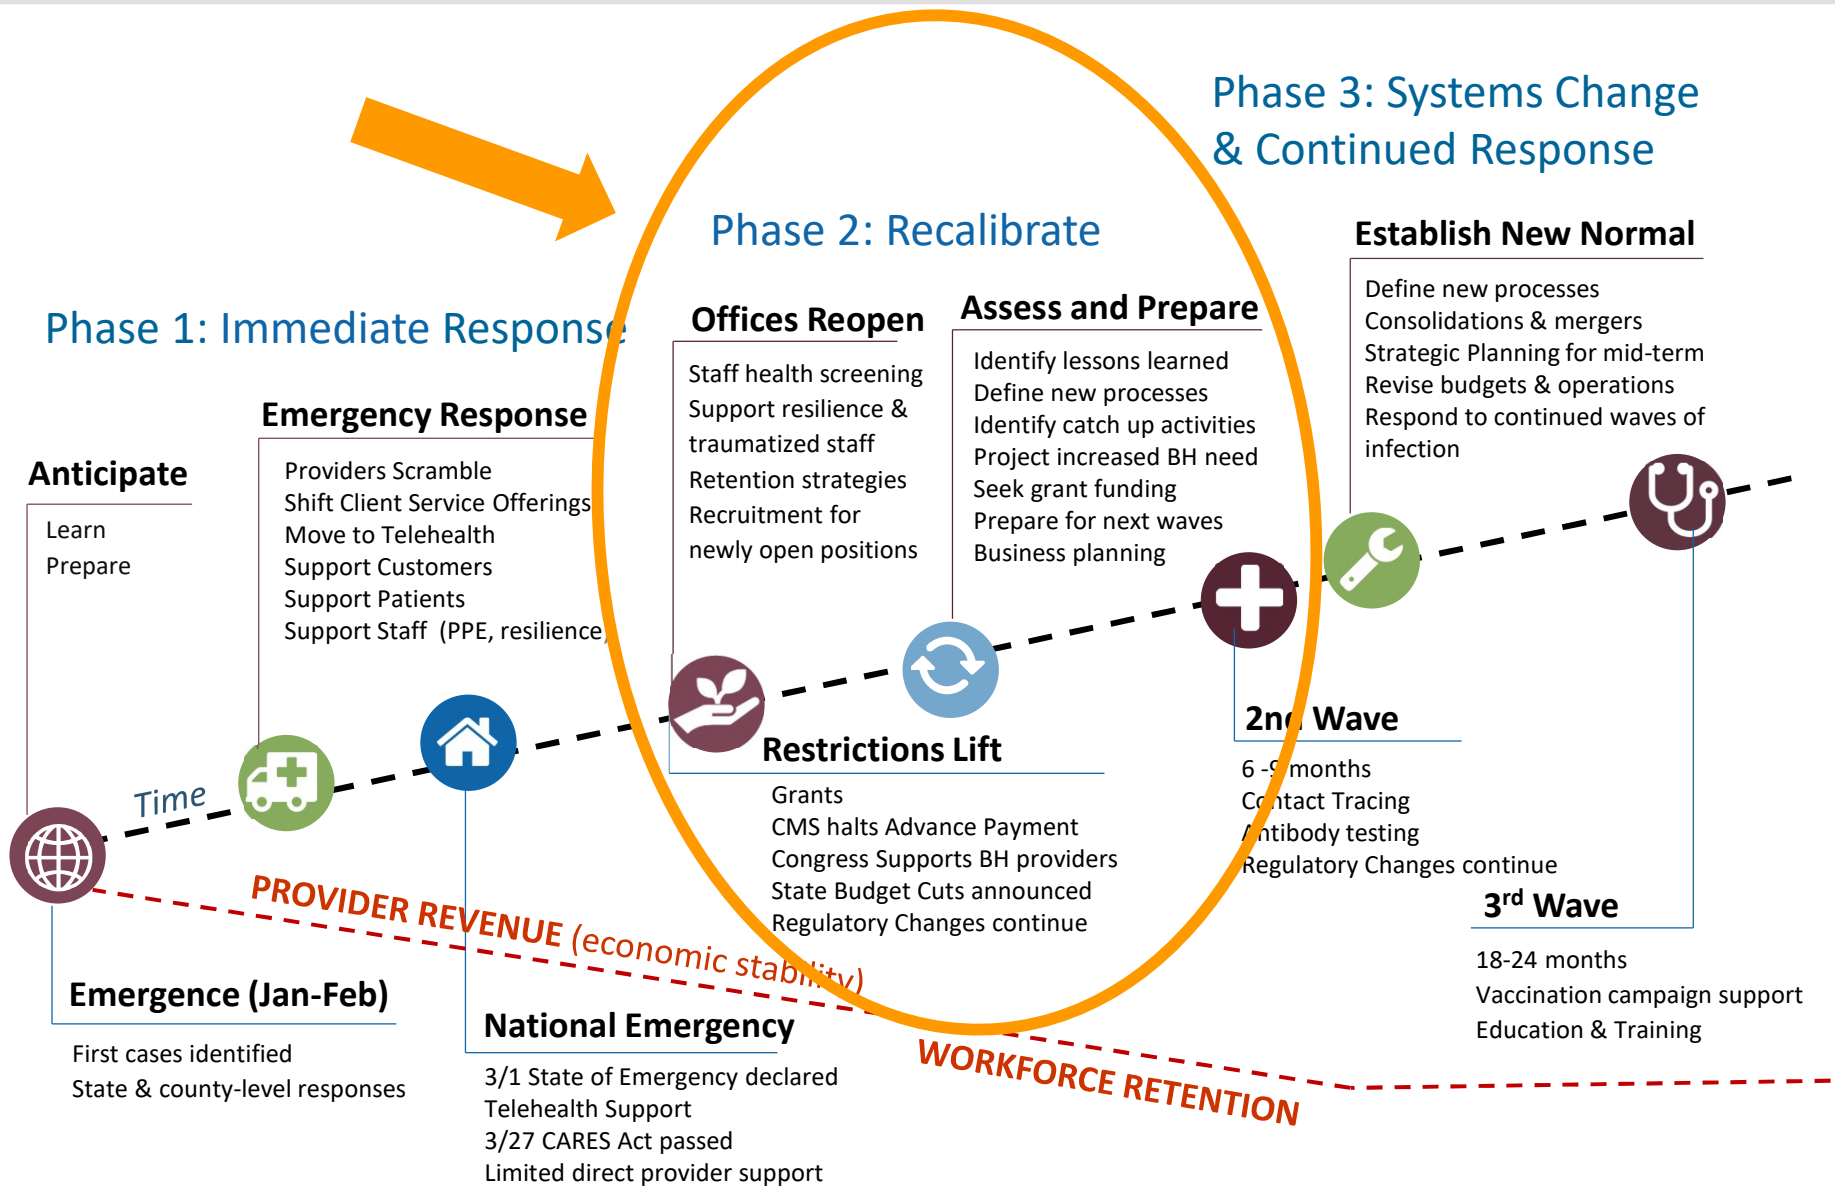 Phase 3: Systems Change
& Continued Response
Phase 2: Recalibrate
Phase 1: Immediate Response
Anticipate
Learn
Prepare
Emergency Response
Providers Scramble
Shift Client Service Offerings
Move to Telehealth
Support Customers
Support Patients
Support Staff (PPE, resilience)
Offices Reopen
Staff health screening
Support resilience &
traumatized staff
Retention strategies
Recruitment for
newly open positions
Assess and Prepare
Identify lessons learned
Define new processes
Identify catch up activities
Project increased BH need
Seek grant funding
Prepare for next waves
Business planning
Establish New Normal
Define new processes
Consolidations & mergers
Strategic Planning for mid-term
Revise budgets & operations
Respond to continued waves of
infection
Time
PROVIDER REVENUE (economic stability)
WORKFORCE RETENTION
Emergence (Jan-Feb)
First cases identified
State & county-level responses
National Emergency
3/1 State of Emergency declared
Telehealth Support
3/27 CARES Act passed
Limited direct provider support
Restrictions Lift
Grants
CMS halts Advance Payment
Congress Supports BH providers
State Budget Cuts announced
Regulatory Changes continue
2nd Wave
6 -9 months
Contact Tracing
Antibody testing
Regulatory Changes continue
3rd Wave
18-24 months
Vaccination campaign support
Education & Training